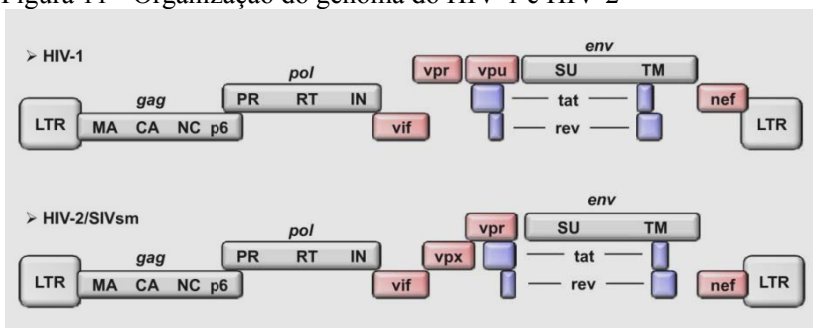 Figura 11 - Organização do genoma do HIV-1 e HIV-2
➢ HIV-1
env
vpr vpu SU TM
pol
gag PR RT IN tat nef
LTR MA CA NC p6 vif rev LTR
➢ HIV-2/SIVsm
env
pol vpr SU TM
gag PR RT IN vpx tat
LTR MA CA NC p6 vif rev nef LTR